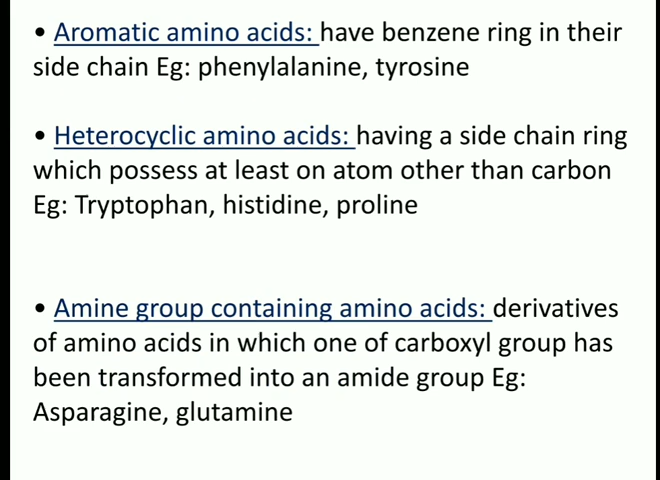 • Aromatic amino acids: have benzene ring in their
side chain Eg: phenylalanine, tyrosine
• Heterocyclic amino acids: having a side chain ring
which possess at least on atom other than carbon
Eg: Tryptophan, histidine, proline
• Amine group containing amino acids: derivatives
of amino acids in which one of carboxyl group has
been transformed into an amide group Eg:
Asparagine, glutamine